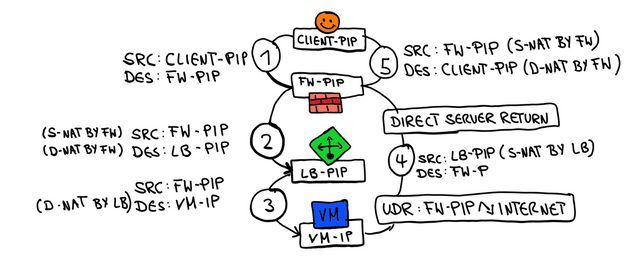 CLIENT-PIP
1
SRC: CLIENT-PIP
DES: FW-PIP
5
SRC: FW-PIP (S-NAT BY FW)
DES: CLIENT-PIP (D-NAT BY FW)
FW-PIP
DIRECT SERVER RETURN
(S-NAT BY FW) SRC: FW-PIP
(D-NAT BY FW) DES: LB-PIP
2
4
SRC: LB-PIP (S-NAT BY LB)
DES: FW-P
LB-PIP
SRC: FW-PIP
(D-NAT BY LB) DES: VM-IP
3
VM
VM-IP
UDR: FW-PIP ↘ INTERNET